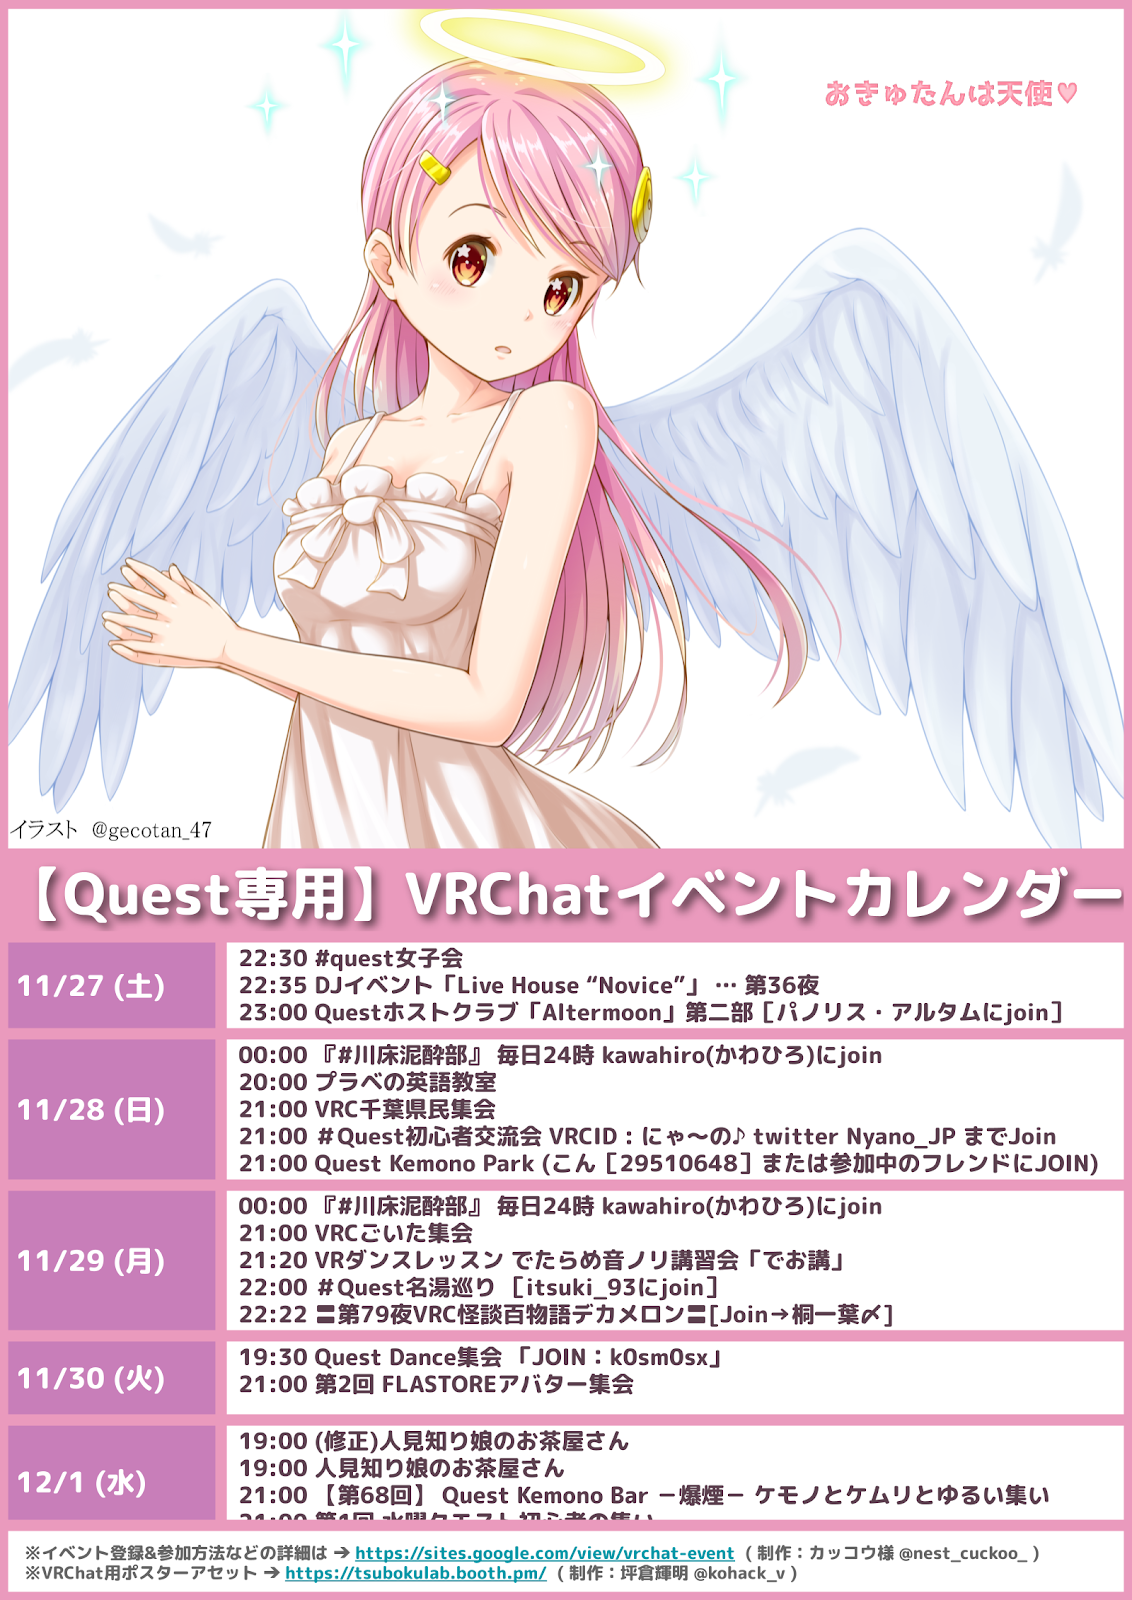 おきゅたんは天使♥
イラスト @gecotan_47
【Quest専用】VRChatイベントカレンダー
11/27 (土)
22:30 #quest女子会
22:35 DJイベント「Live House “Novice”」 … 第36夜
23:00 Questホストクラブ「Altermoon」第二部［パノリス・アルタムにjoin］
11/28 (日)
00:00 『#川床泥酔部』 毎日24時 kawahiro(かわひろ)にjoin
20:00 プラベの英語教室
21:00 VRC千葉県民集会
21:00 ＃Quest初心者交流会 VRCID：にゃ～の♪ twitter Nyano_JP までJoin
21:00 Quest Kemono Park (こん［29510648］または参加中のフレンドにJOIN)
11/29 (月)
00:00 『#川床泥酔部』 毎日24時 kawahiro(かわひろ)にjoin
21:00 VRCごいた集会
21:20 VRダンスレッスン でたらめ音ノリ講習会「でお講」
22:00 ＃Quest名湯巡り ［itsuki_93にjoin］
22:22 〓第79夜VRC怪談百物語デカメロン〓[Join→桐一葉〆]
11/30 (火)
19:30 Quest Dance集会 「JOIN：k0sm0sx」
21:00 第2回 FLASTOREアバター集会
12/1 (水)
19:00 (修正)人見知り娘のお茶屋さん
19:00 人見知り娘のお茶屋さん
21:00 【第68回】 Quest Kemono Bar －爆煙－ ケモノとケムリとゆるい集い
21:00 第1回 水曜クエスト初心者の集い
※イベント登録&参加方法などの詳細は ➔ https://sites.google.com/view/vrchat-event ( 制作：カッコウ様 @nest_cuckoo_ )
※VRChat用ポスターアセット ➔ https://tsubokulab.booth.pm/ ( 制作：坪倉輝明 @kohack_v )